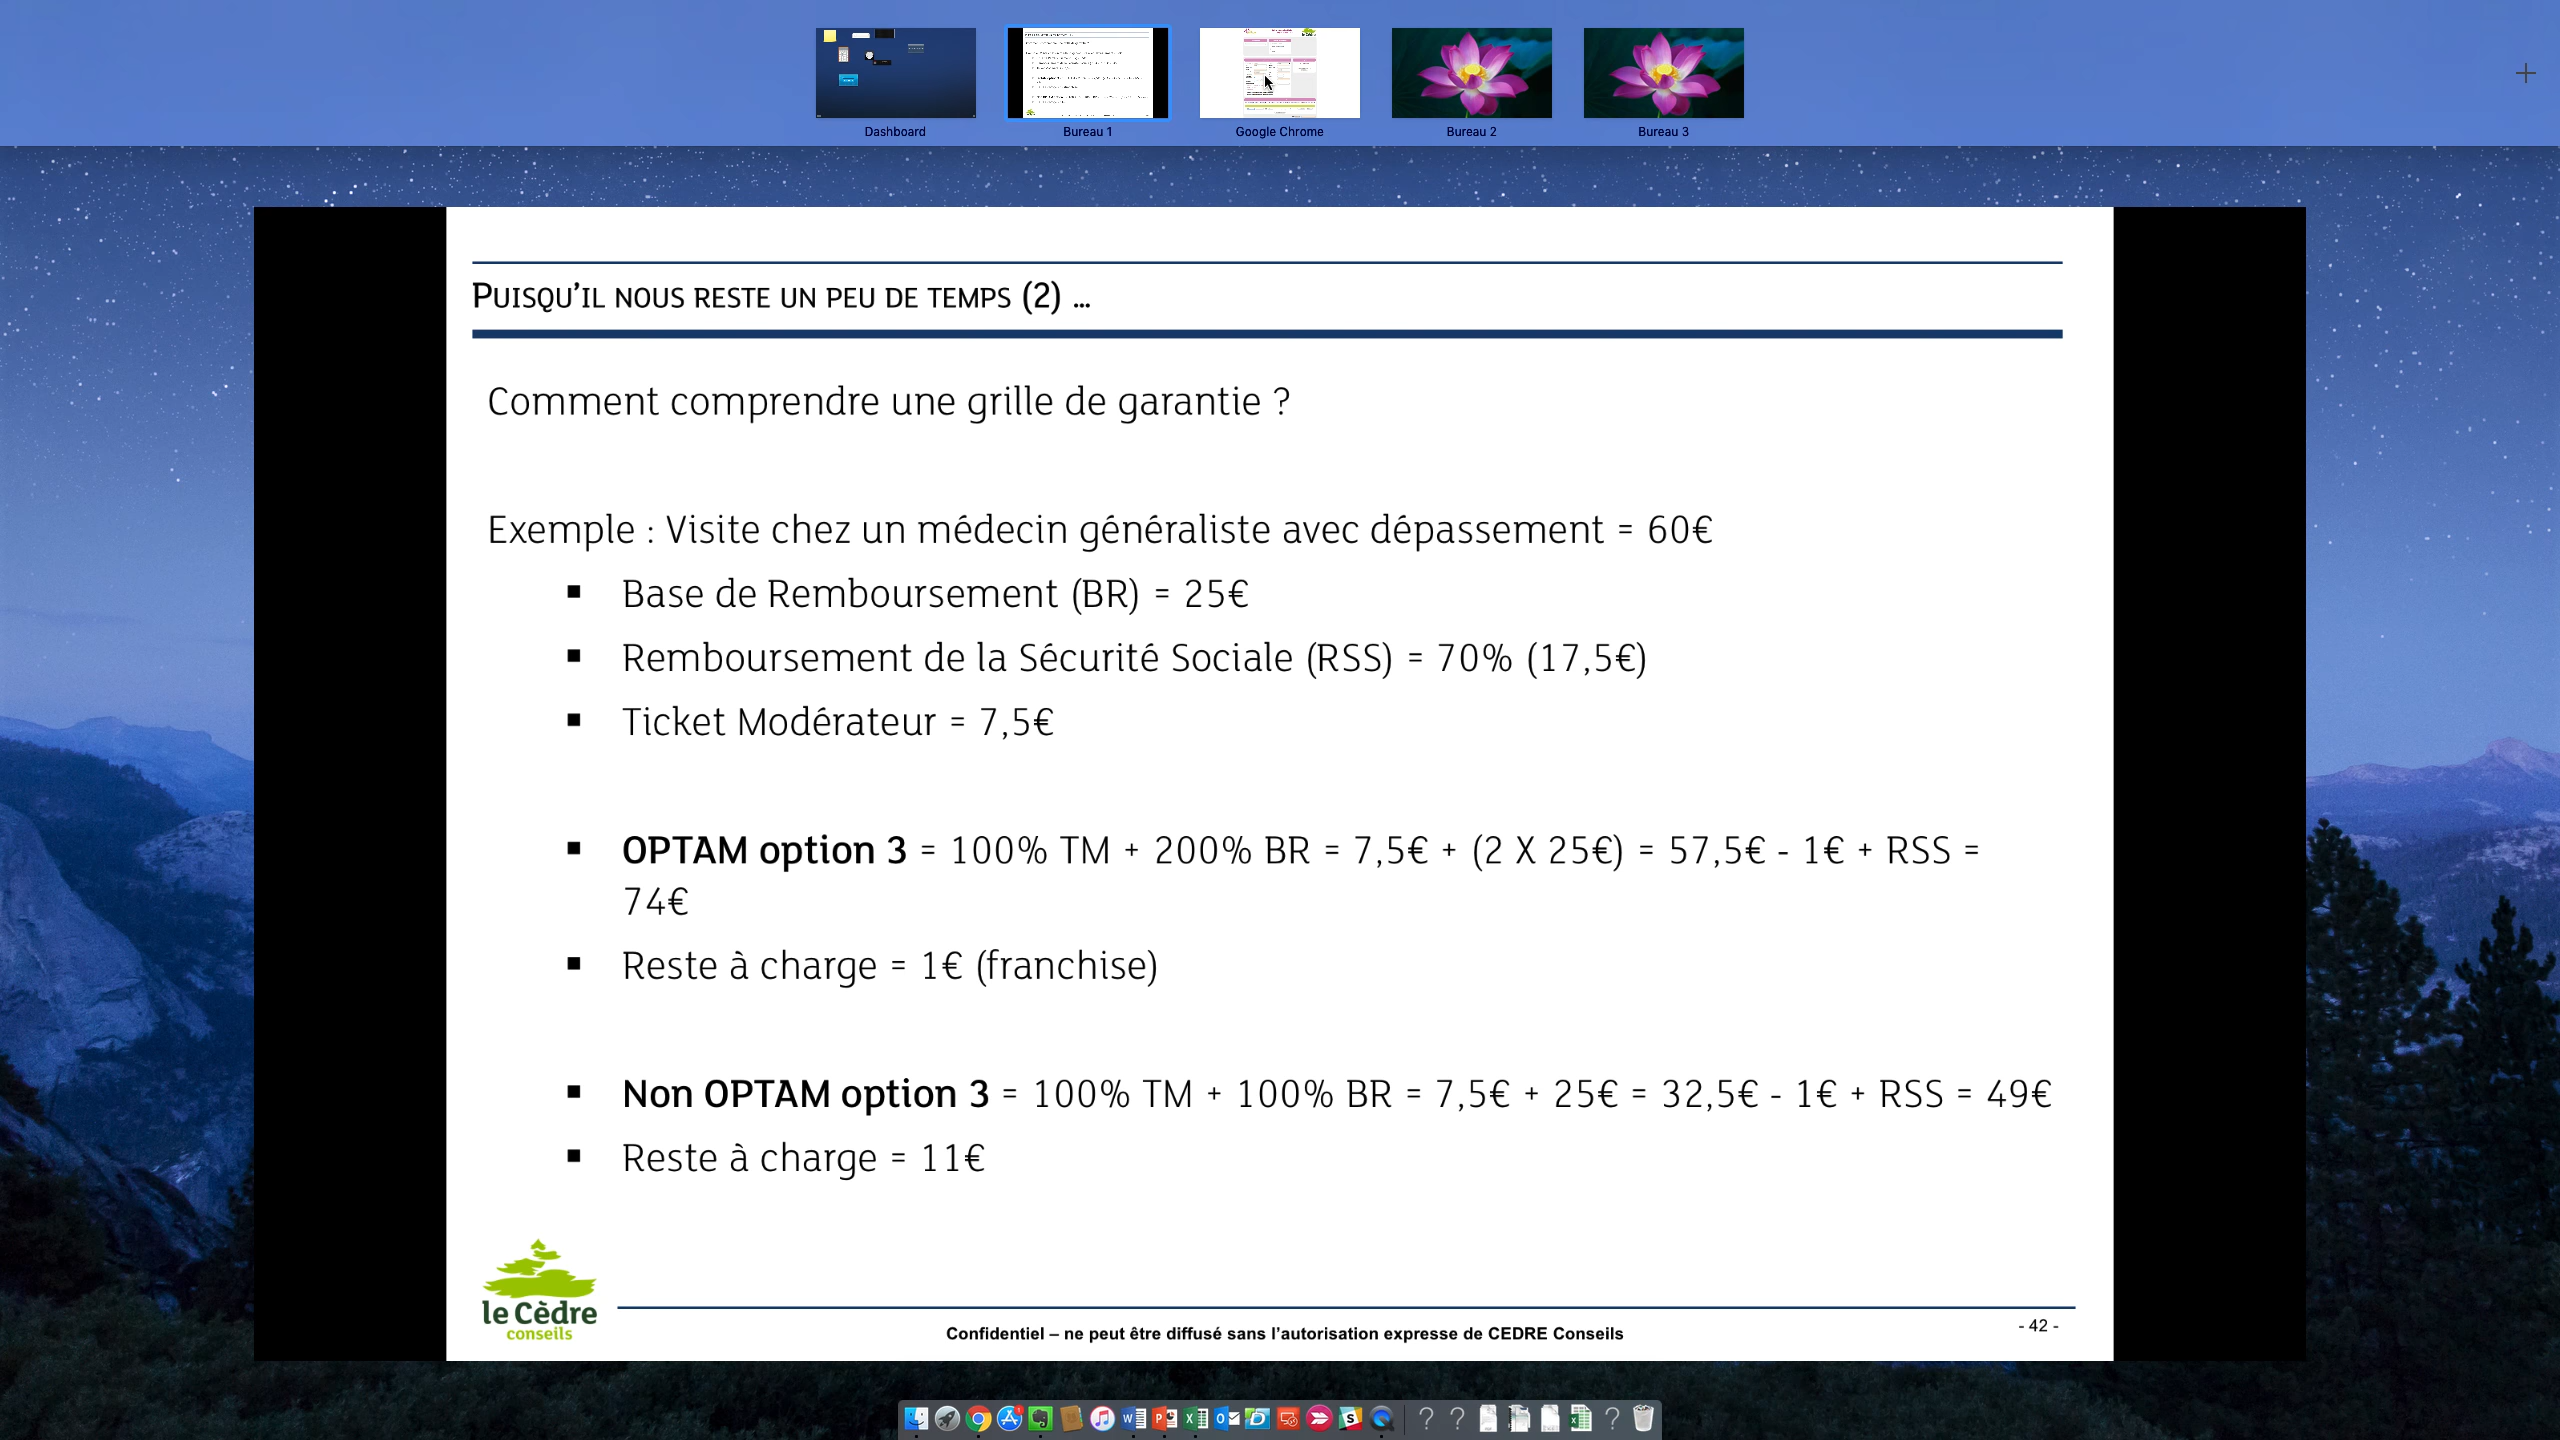 Dashboard
Bureau 1
Google Chrome
Bureau 2
Bureau 3
PUISQU'IL NOUS RESTE UN PEU DE TEMPS (2) ...
Comment comprendre une grille de garantie ?
Exemple : Visite chez un médecin généraliste avec dépassement = 60€
▪ Base de Remboursement (BR) = 25€
▪ Remboursement de la Sécurité Sociale (RSS) = 70% (17,5€)
▪ Ticket Modérateur = 7,5€
▪ OPTAM option 3 = 100% TM + 200% BR = 7,5€ + (2 X 25€) = 57,5€ - 1€ + RSS =
74€
▪ Reste à charge = 1€ (franchise)
▪ Non OPTAM option 3 = 100% TM + 100% BR = 7,5€ + 25€ = 32,5€ - 1€ + RSS = 49€
▪ Reste à charge = 11€
le Cèdre
conseils
Confidentiel – ne peut être diffusé sans l'autorisation expresse de CEDRE Conseils
- 42 -